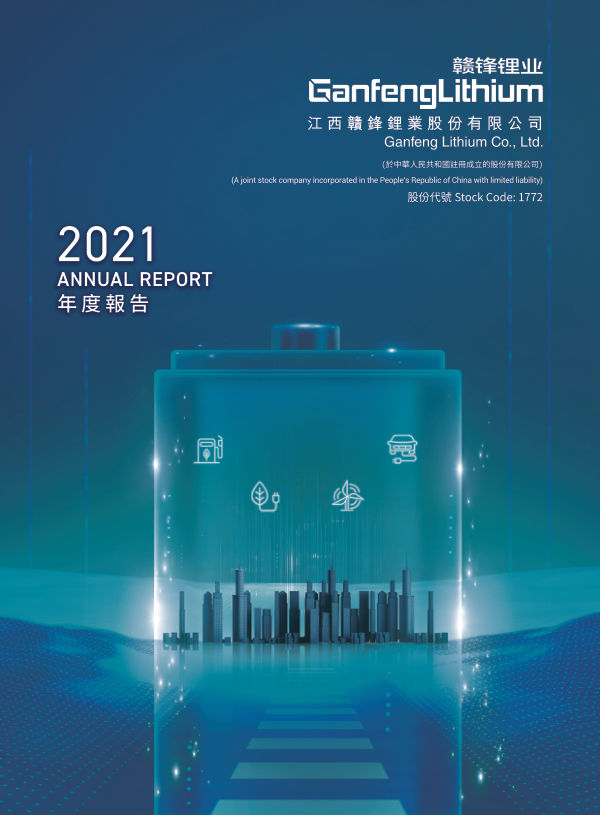 赣锋锂业
GanfengLithium
江西贛鋒鋰業股份有限公司
Ganfeng Lithium Co., Ltd.
(於中華人民共和國註冊成立的股份有限公司)
(A joint stock company incorporated in the People's Republic of China with limited liability)
股份代號 Stock Code: 1772
2021
ANNUAL REPORT
年度報告